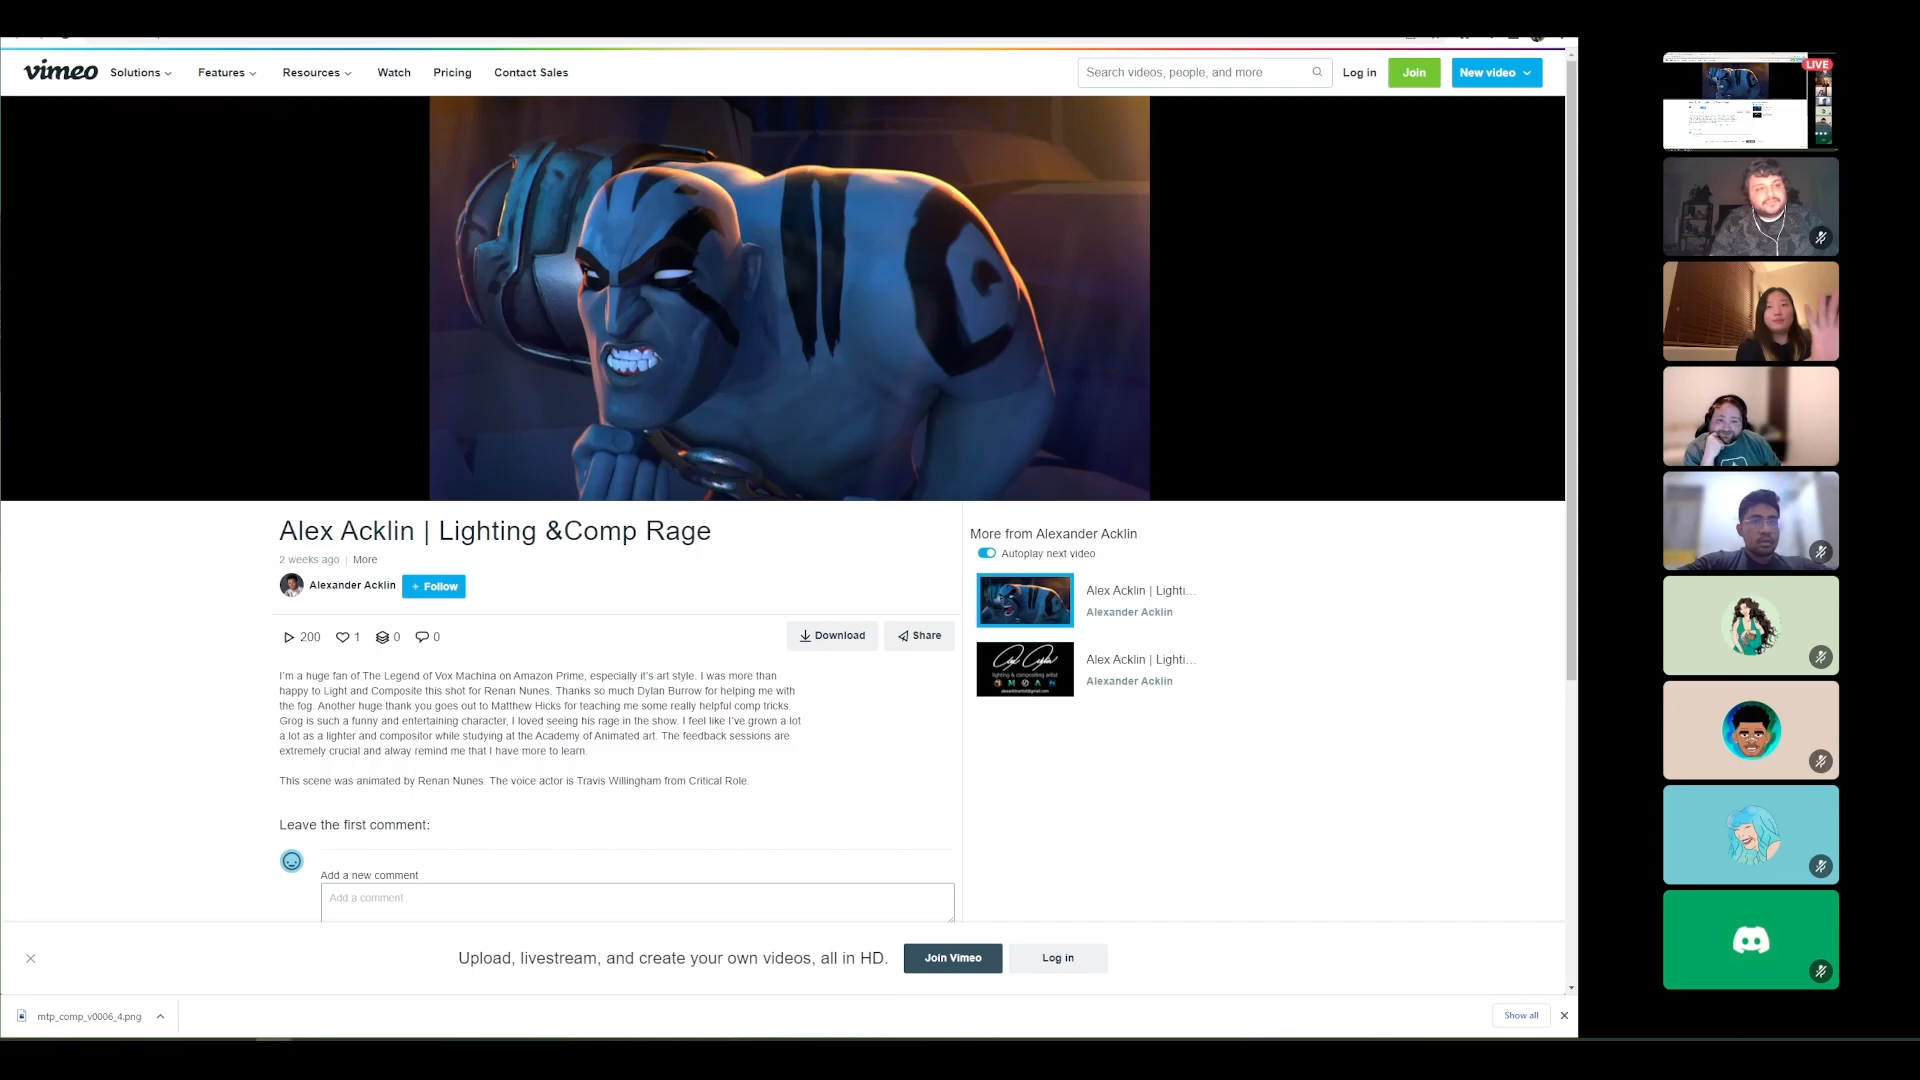 vimeo Solutions Features Resources Watch Pricing Contact Sales Search videos, people, and more Log in Join New video
LIVE
Alex Acklin | Lighting &Comp Rage
2 weeks ago | More
Alexander Acklin + Follow
200 1 0 0 Download Share
I'm a huge fan of The Legend of Vox Machina on Amazon Prime, especially it's art style. I was more than
happy to Light and Composite this shot for Renan Nunes. Thanks so much Dylan Burrow for helping me with
the fog. Another huge thank you goes out to Matthew Hicks for teaching me some really helpful comp tricks.
Grog is such a funny and entertaining character, I loved seeing his rage in the show. I feel like I've grown a lot
a lot as a lighter and compositor while studying at the Academy of Animated art. The feedback sessions are
extremely crucial and alway remind me that I have more to learn.
This scene was animated by Renan Nunes. The voice actor is Travis Willingham from Critical Role.
Leave the first comment:
Add a new comment
Add a comment
More from Alexander Acklin
Autoplay next video
Alex Acklin | Lighti...
Alexander Acklin
lighting & compositing artist
Alex Acklin | Lighti...
Alexander Acklin
Upload, livestream, and create your own videos, all in HD. Join Vimeo Log in
mtp_comp_v0006_4.png Show all